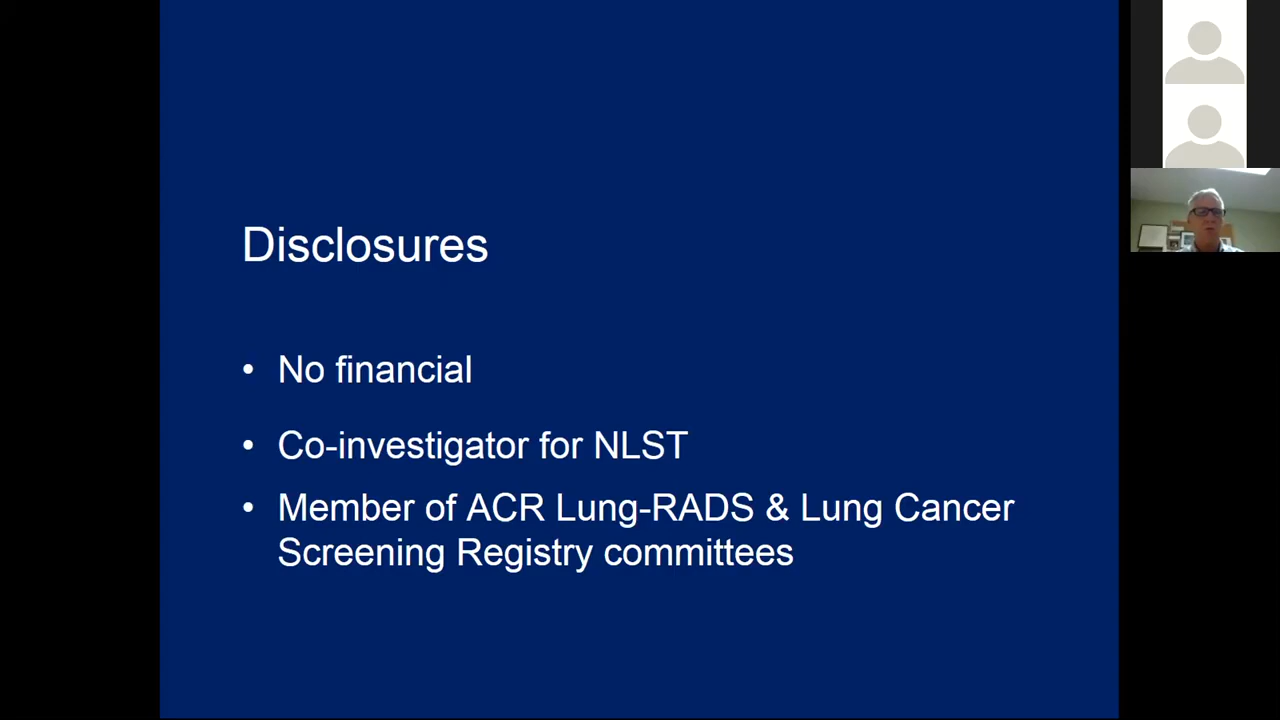 Disclosures
• No financial
• Co-investigator for NLST
• Member of ACR Lung-RADS & Lung Cancer
Screening Registry committees